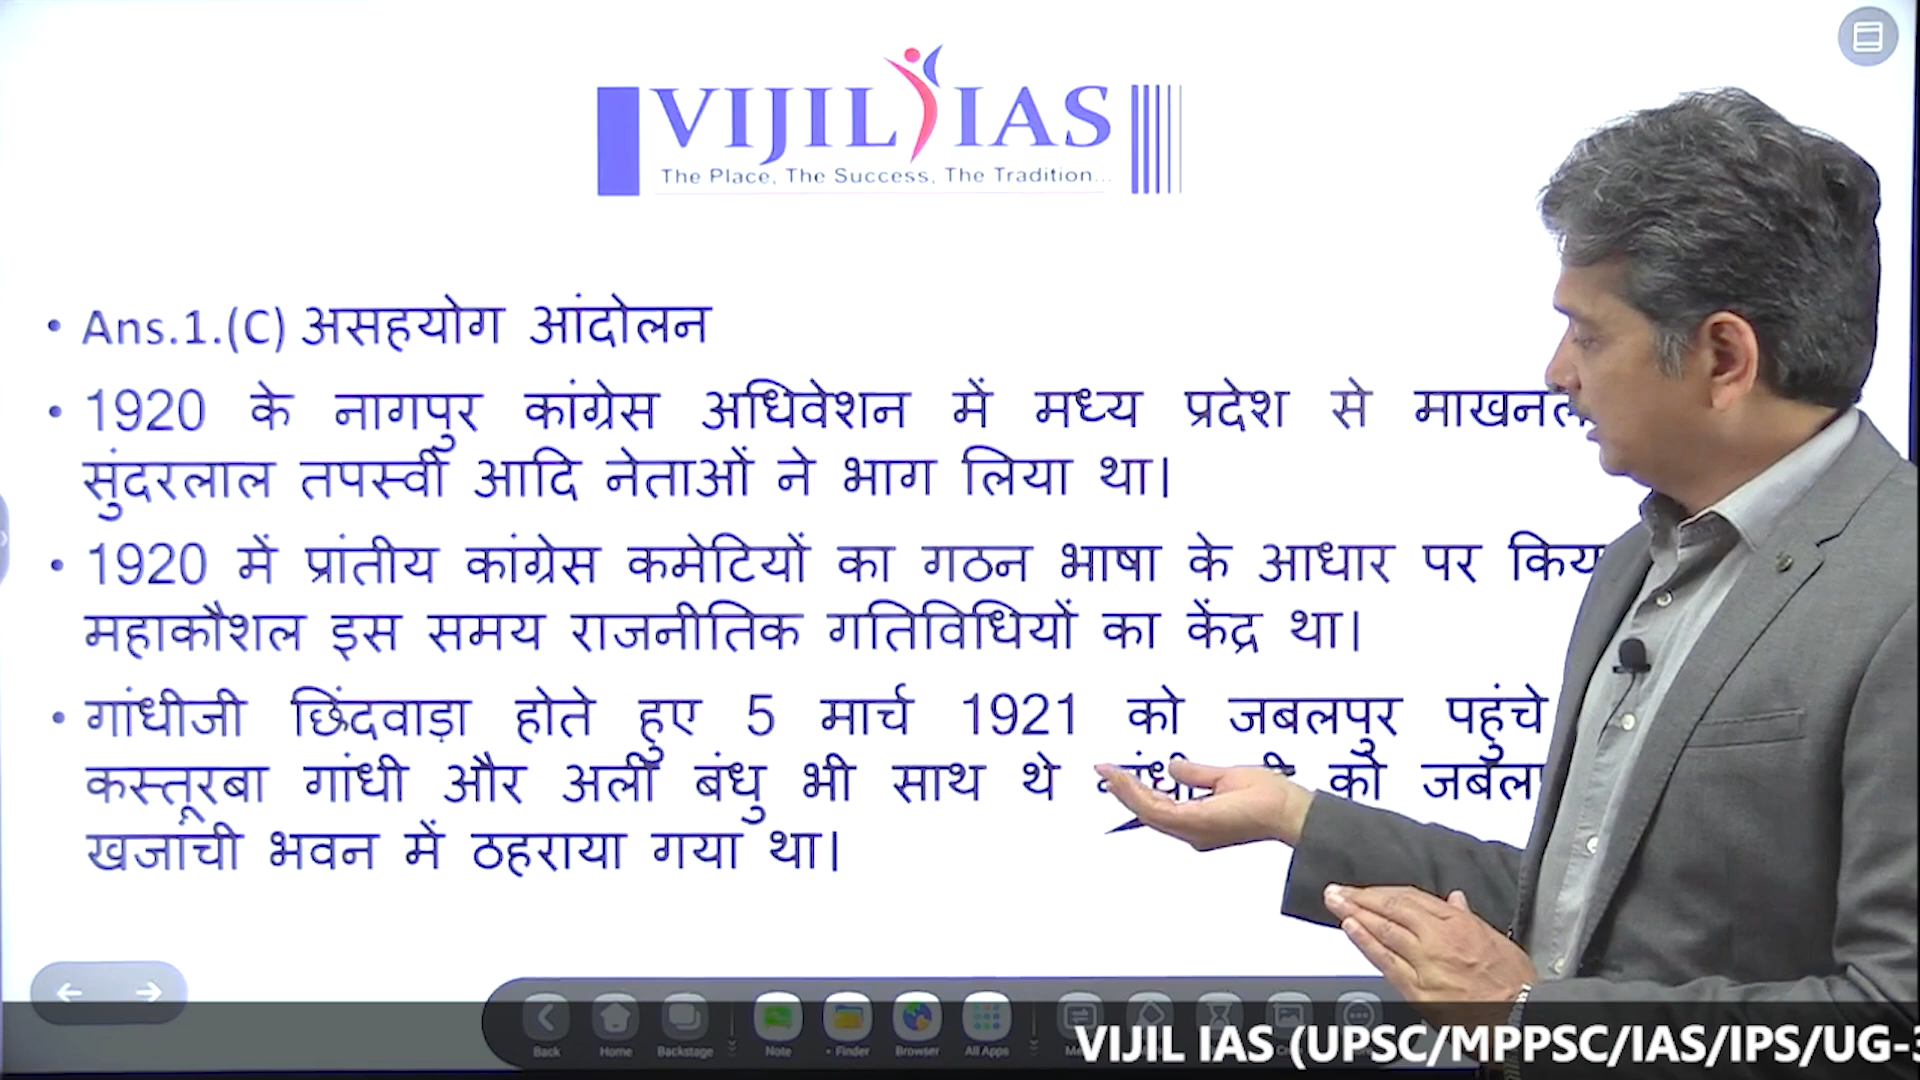 VIJIL IAS
The Place, The Success, The Tradition...
• Ans.1.(C) असहयोग आंदोलन
• 1920 के नागपुर कांग्रेस अधिवेशन में मध्य प्रदेश से
सुंदरलाल तपस्वी आदि नेताओं ने भाग लिया था।
• 1920 में प्रांतीय कांग्रेस कमेटियों का गठन भाषा के आधार पर
महाकौशल इस समय राजनीतिक गतिविधियों का केंद्र था।
• गांधीजी छिंदवाड़ा होते हुए 5 मार्च 1921 को जबलपुर पहुंचे
कस्तूरबा गांधी और अली बंधु भी साथ थे को
खजांची भवन में ठहराया गया था।
Back Home Backstage Note • Finder Browser All Apps
VIJIL IAS (UPSC/MPPSC/IAS/IPS/UG-